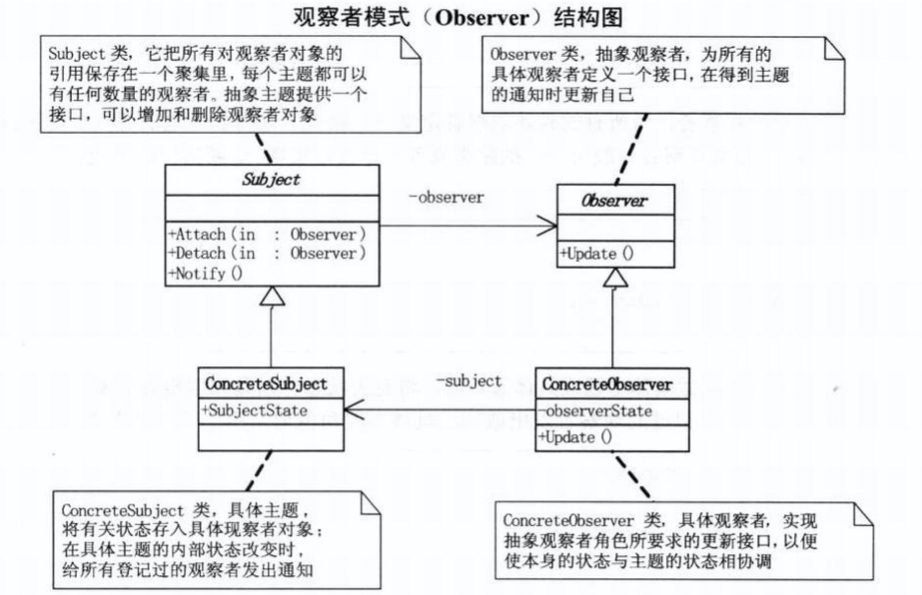 观察者模式（Observer）结构图
Subject 类，它把所有对观察者对象的
引用保存在一个聚集里，每个主题都可以
有任何数量的观察者。抽象主题提供一个
接口，可以增加和删除观察者对象
Observer 类，抽象观察者，为所有的
具体观察者定义一个接口，在得到主题
的通知时更新自己
Subject
+Attach(in : Observer)
+Detach(in : Observer)
+Notify()
-observer
Observer
+Update()
ConcreteSubject
+SubjectState
-subject
ConcreteObserver
-observerState
+Update()
ConcreteSubject 类，具体主题，
将有关状态存入具体现察者对象；
在具体主题的内部状态改变时，
给所有登记过的观察者发出通知
ConcreteObserver 类，具体观察者，实现
抽象观察者角色所要求的更新接口，以便
使本身的状态与主题的状态相协调